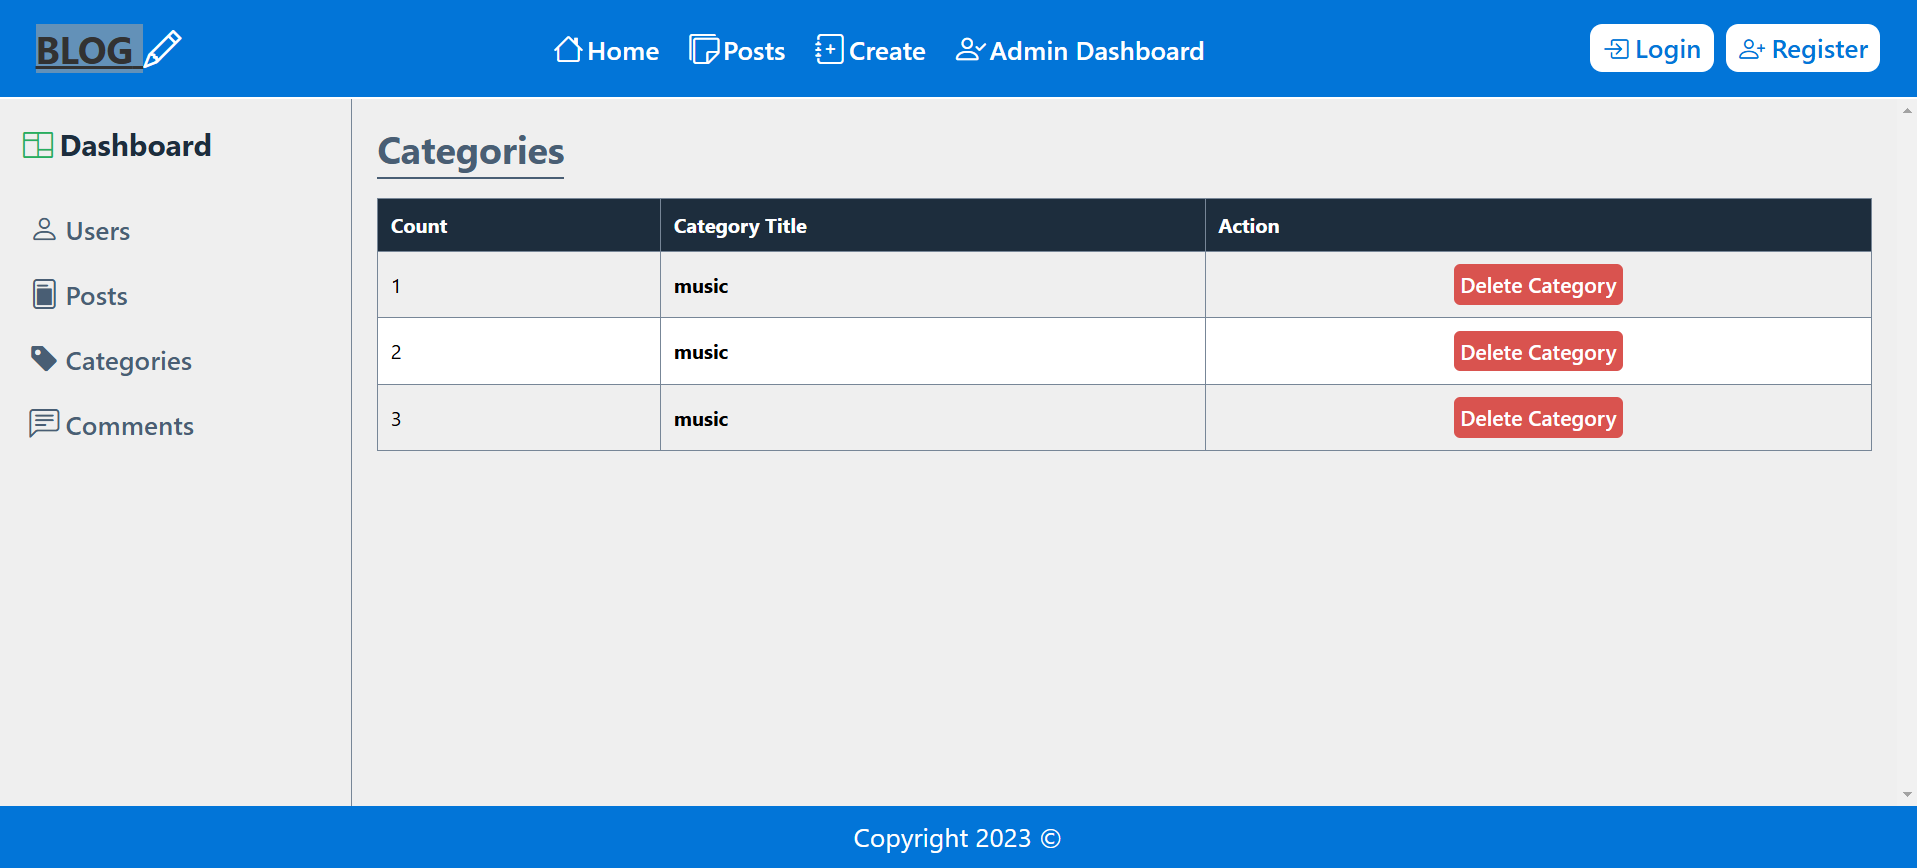 BLOG Home Posts Create Admin Dashboard Login Register
Dashboard
Users
Posts
Categories
Comments
Categories
Count Category Title Action
1 music Delete Category
2 music Delete Category
3 music Delete Category
Copyright 2023 ©